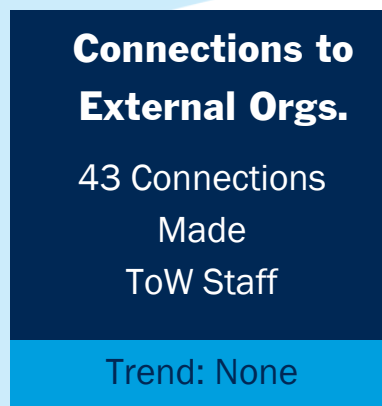 Connections to
External Orgs.
43 Connections
Made
ToW Staff
Trend: None